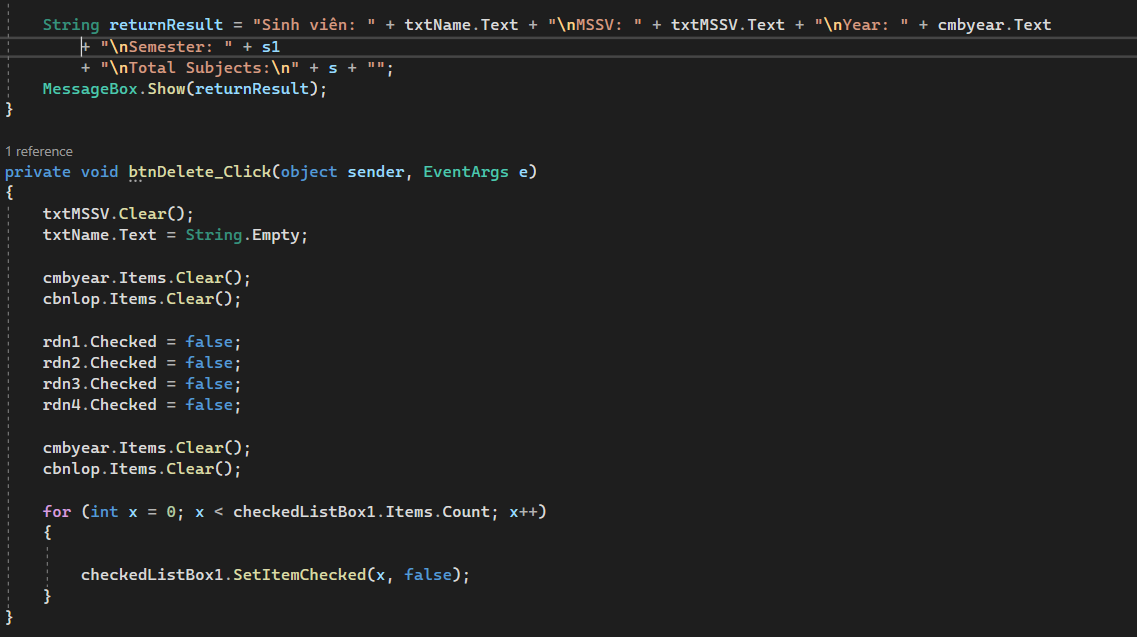 String returnResult = "Sinh viên: " + txtName.Text + "\nMSSV: " + txtMSSV.Text + "\nYear: " + cmbyear.Text
+ "\nSemester: " + s1
+ "\nTotal Subjects:\n" + s + "";
MessageBox.Show(returnResult);
}
1 reference
private void btnDelete_Click(object sender, EventArgs e)
{
txtMSSV.Clear();
txtName.Text = String.Empty;
cmbyear.Items.Clear();
cbnlop.Items.Clear();
rdn1.Checked = false;
rdn2.Checked = false;
rdn3.Checked = false;
rdn4.Checked = false;
cmbyear.Items.Clear();
cbnlop.Items.Clear();
for (int x = 0; x < checkedListBox1.Items.Count; x++)
{
checkedListBox1.SetItemChecked(x, false);
}
}